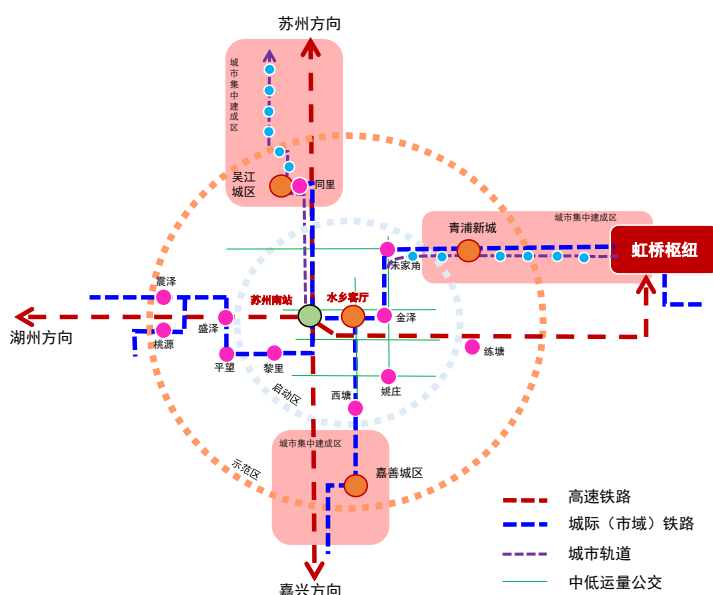 苏州方向
城市集中建成区
吴江
城区
同里
城市集中建成区
青浦新城
虹桥枢纽
朱家角
震泽
苏州南站
水乡客厅
湖州方向
盛泽
金泽
桃源
练塘
平望
黎里
启动区
西塘
姚庄
城市集中建成区
示范区
嘉善城区
高速铁路
城际（市域）铁路
城市轨道
中低运量公交
嘉兴方向